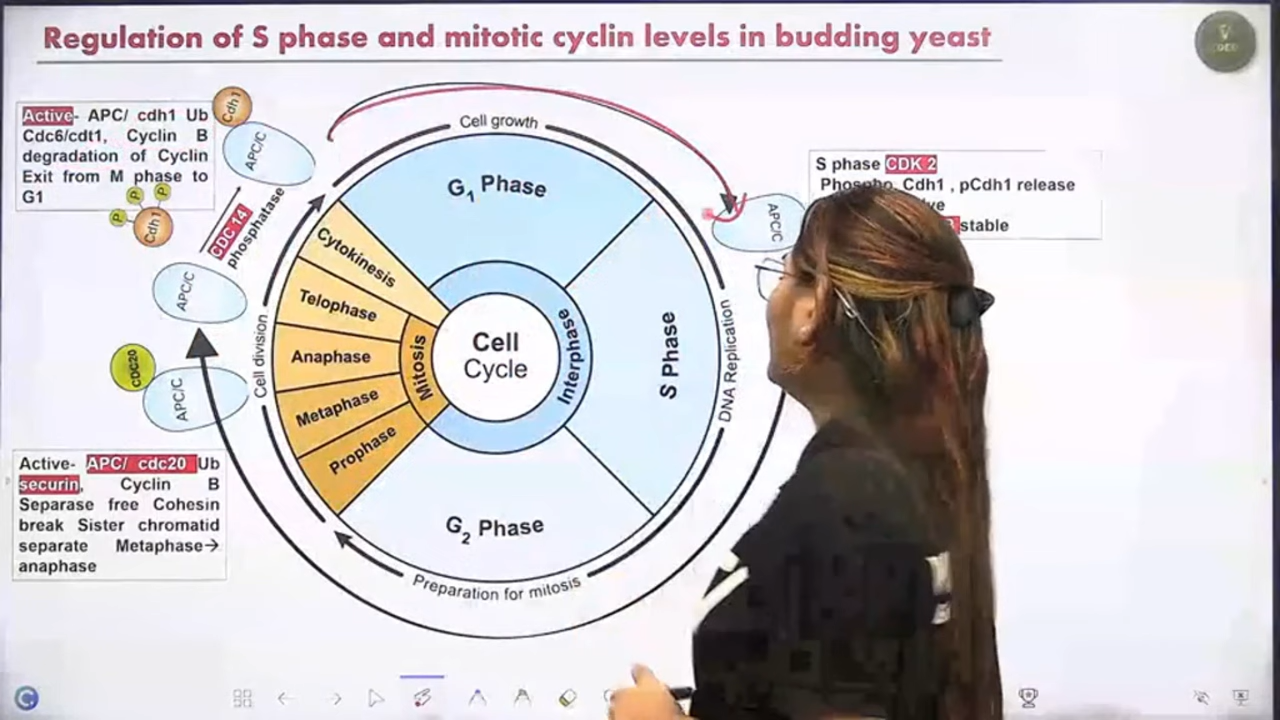 Regulation of S phase and mitotic cyclin levels in budding yeast
Cdh1
APC/C
Active- APC/ cdh1 Ub
Cdc6/cdt1, Cyclin B
degradation of Cyclin
Exit from M phase to
G1
P P P
Cdh1
CDC 14
phosphatase
APC/C
CDC20
APC/C
Active- APC/ cdc20 Ub
securin, Cyclin B
Separase free Cohesin
break Sister chromatid
separate Metaphase→
anaphase
Cell growth
G1 Phase
Cytokinesis
Telophase
Anaphase
Metaphase
Prophase
Mitosis
Cell division
Cell
Cycle
Interphase
S Phase
DNA Replication
G2 Phase
Preparation for mitosis
S phase CDK 2
Phospho, Cdh1 , pCdh1 release
stable
APC/C